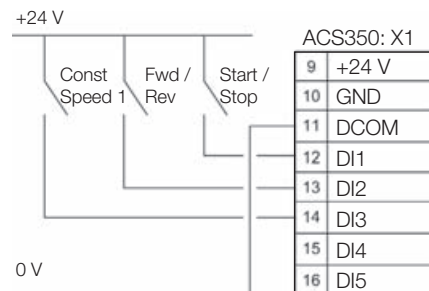 +24 V
ACS350: X1
Const Speed 1
Fwd / Rev
Start / Stop
9 +24 V
10 GND
11 DCOM
12 DI1
13 DI2
14 DI3
15 DI4
16 DI5
0 V